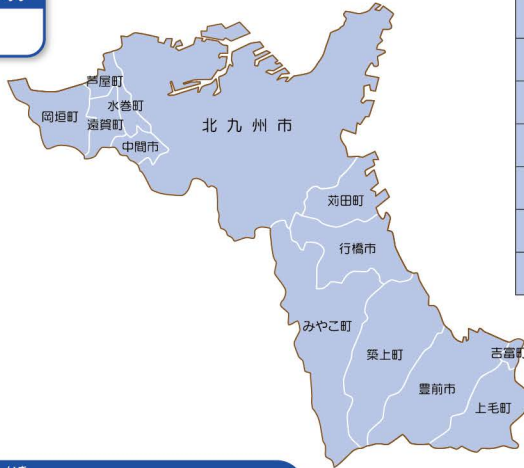 芦屋町
水巻町
岡垣町
遠賀町
中間市
北九州市
苅田町
行橋市
みやこ町
築上町
吉富町
豊前市
上毛町